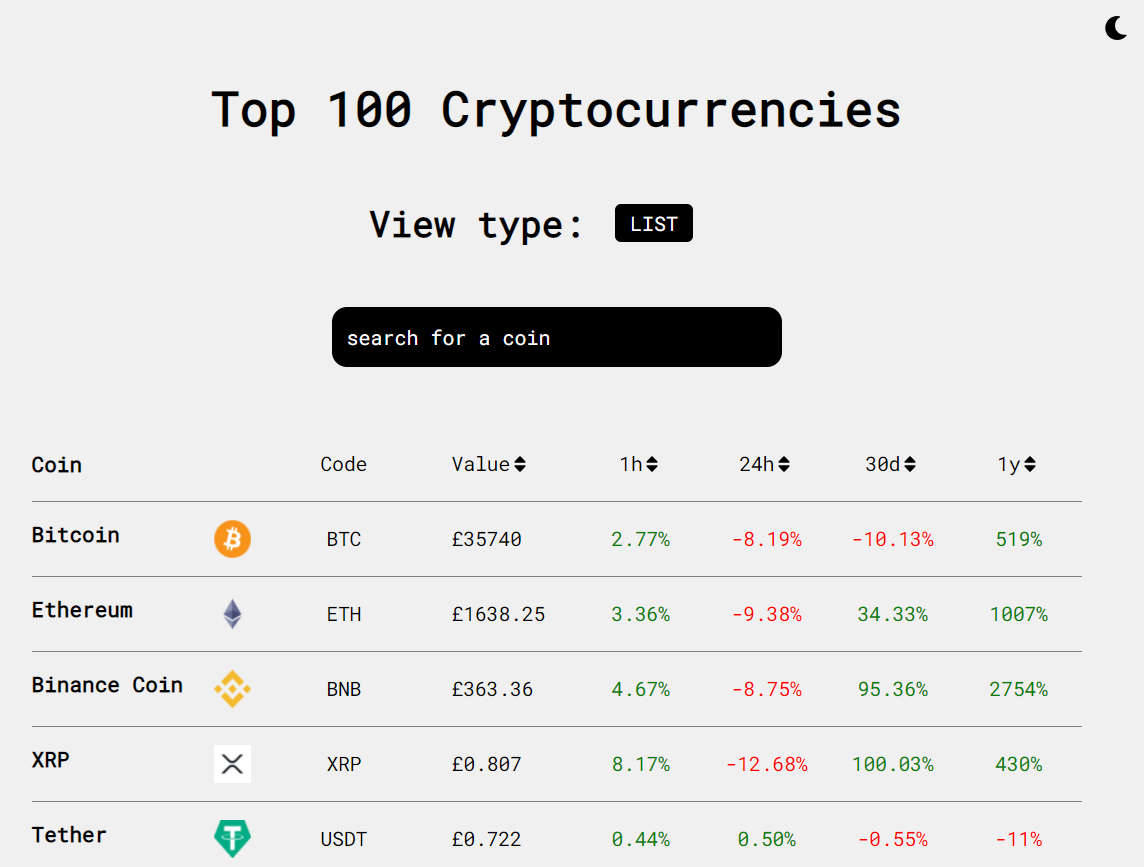 Top 100 Cryptocurrencies
View type: LIST
search for a coin
Coin Code Value 1h 24h 30d 1y
Bitcoin BTC £35740 2.77% -8.19% -10.13% 519%
Ethereum ETH £1638.25 3.36% -9.38% 34.33% 1007%
Binance Coin BNB £363.36 4.67% -8.75% 95.36% 2754%
XRP XRP £0.807 8.17% -12.68% 100.03% 430%
Tether USDT £0.722 0.44% 0.50% -0.55% -11%